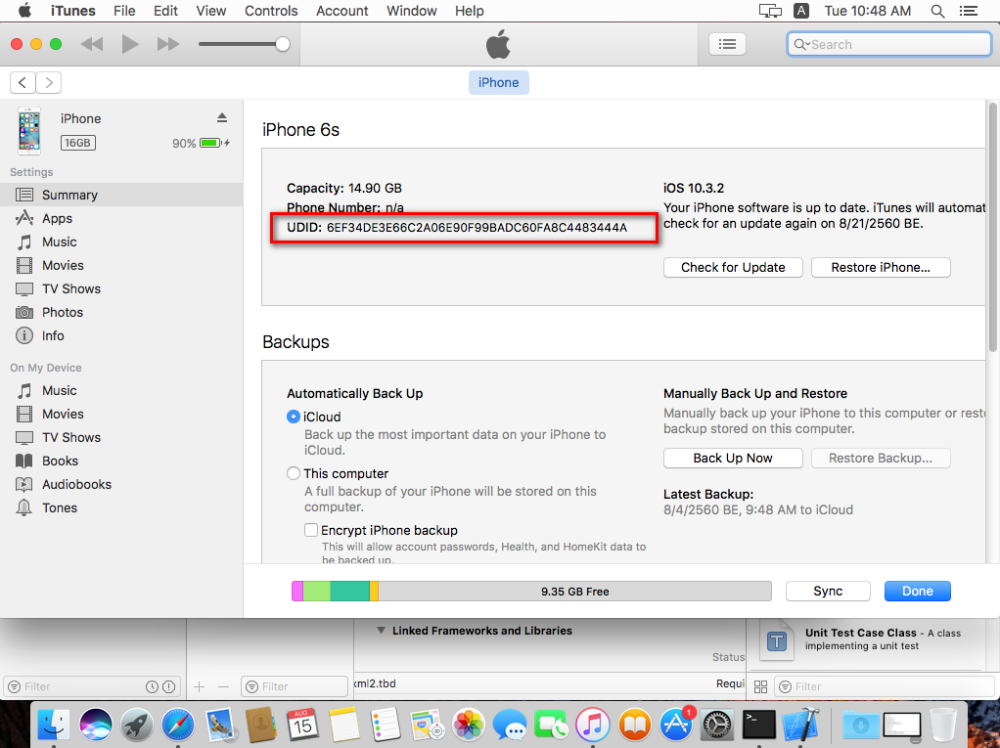 iTunes File Edit View Controls Account Window Help A Tue 10:48 AM
Search
iPhone
iPhone
16GB
90%
Settings
Summary
Apps
Music
Movies
TV Shows
Photos
Info
On My Device
Music
Movies
TV Shows
Books
Audiobooks
Tones
iPhone 6s
Capacity: 14.90 GB
Phone Number: n/a
UDID: 6EF34DE3E66C2A06E90F99BADC60FA8C4483444A
iOS 10.3.2
Your iPhone software is up to date. iTunes will automat
check for an update again on 8/21/2560 BE.
Check for Update Restore iPhone...
Backups
Automatically Back Up
iCloud
Back up the most important data on your iPhone to
iCloud.
This computer
A full backup of your iPhone will be stored on this
computer.
Encrypt iPhone backup
This will allow account passwords, Health, and HomeKit data to
be backed up.
Manually Back Up and Restore
Manually back up your iPhone to this computer or resto
backup stored on this computer.
Back Up Now Restore Backup...
Latest Backup:
8/4/2560 BE, 9:48 AM to iCloud
9.35 GB Free
Sync Done
Linked Frameworks and Libraries
Status
xml2.tbd Requi
Unit Test Case Class - A class
implementing a unit test
T
Filter
Filter
Filter
AUG
15
1